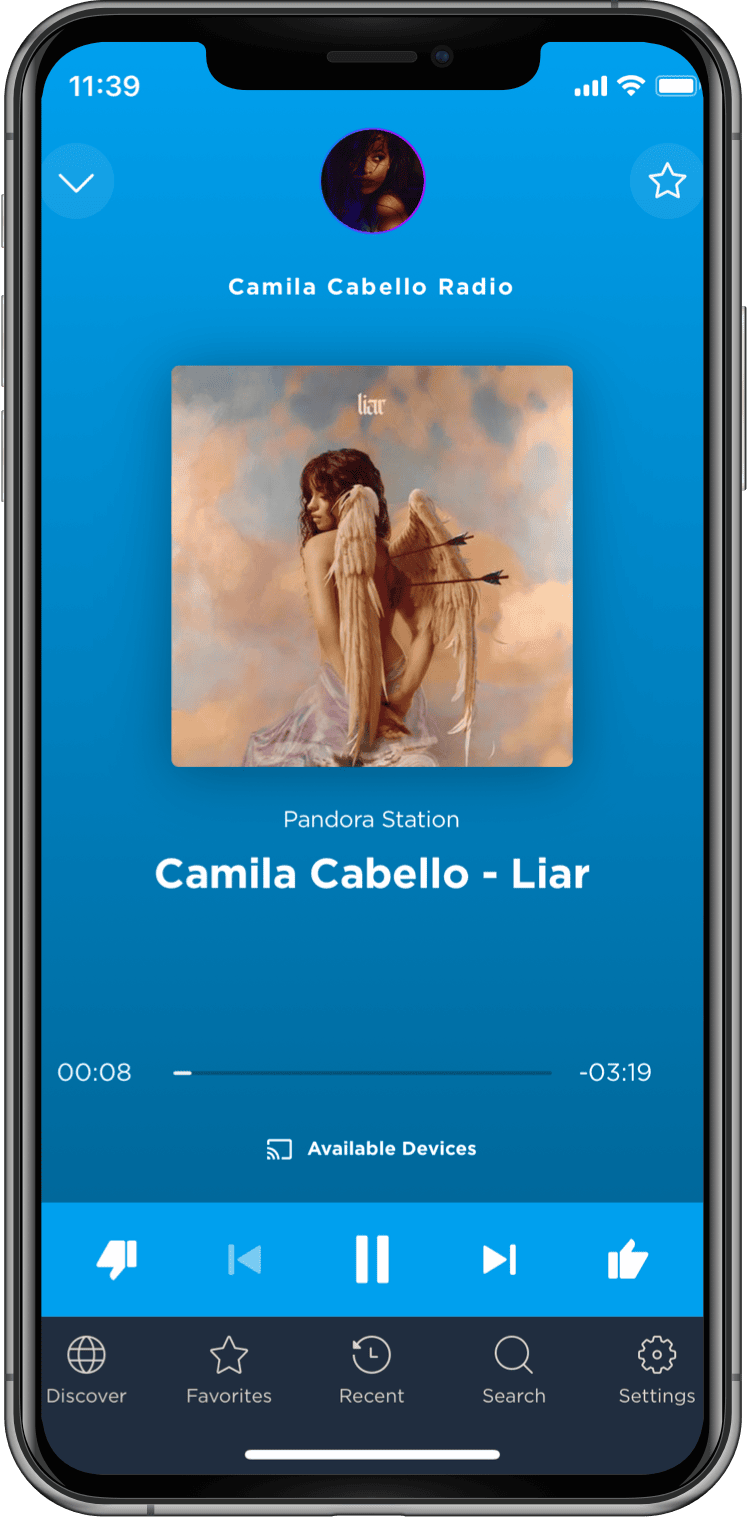 11:39
Camila Cabello Radio
liar
Pandora Station
Camila Cabello - Liar
00:08 -03:19
Available Devices
Discover Favorites Recent Search Settings